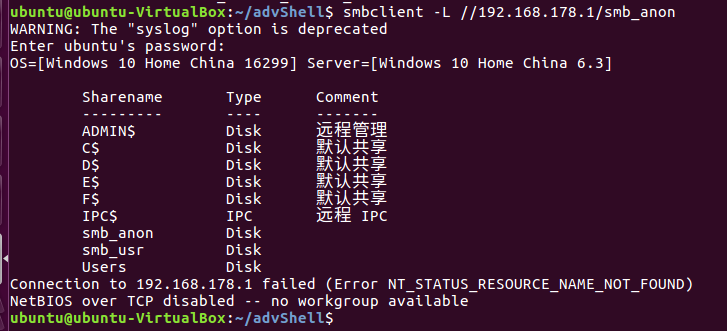 ubuntu@ubuntu-VirtualBox:~/advShell$ smbclient -L //192.168.178.1/smb_anon
WARNING: The "syslog" option is deprecated
Enter ubuntu's password:
OS=[Windows 10 Home China 16299] Server=[Windows 10 Home China 6.3]
Sharename Type Comment
--------- ---- -------
ADMIN$ Disk 远程管理
C$ Disk 默认共享
D$ Disk 默认共享
E$ Disk 默认共享
F$ Disk 默认共享
IPC$ IPC 远程 IPC
smb_anon Disk
smb_usr Disk
Users Disk
Connection to 192.168.178.1 failed (Error NT_STATUS_RESOURCE_NAME_NOT_FOUND)
NetBIOS over TCP disabled -- no workgroup available
ubuntu@ubuntu-VirtualBox:~/advShell$